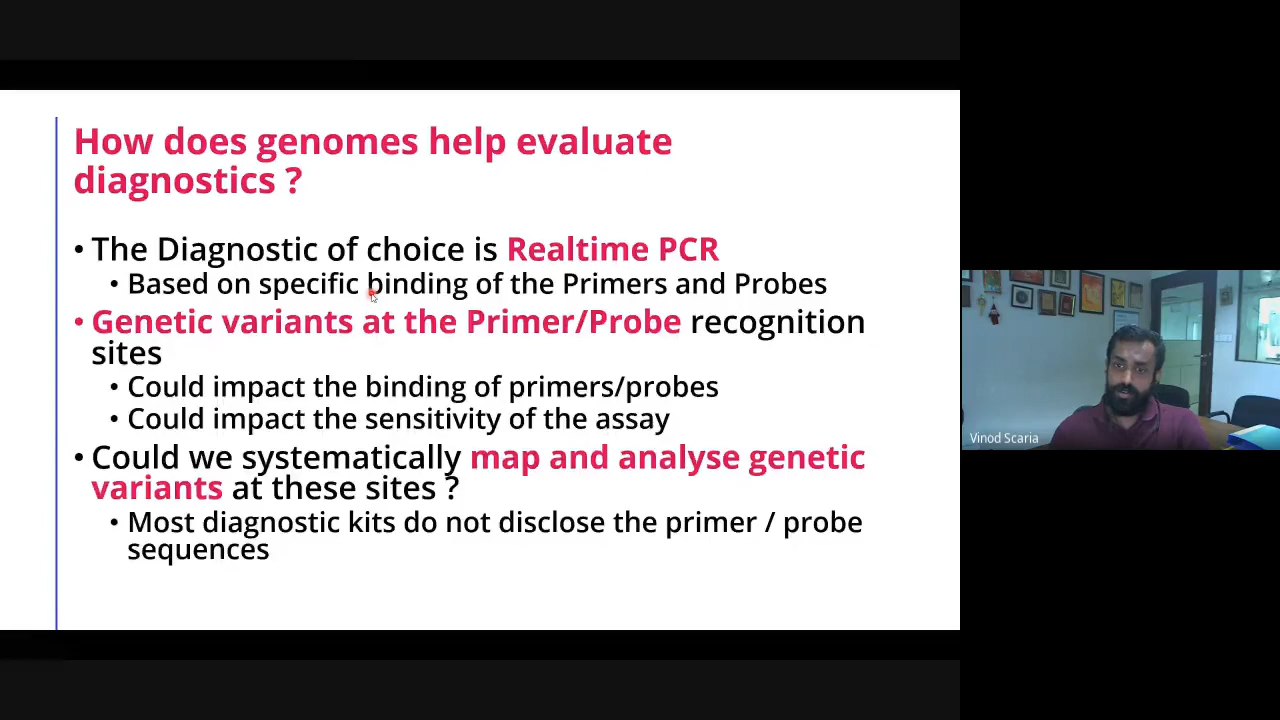 How does genomes help evaluate
diagnostics ?
• The Diagnostic of choice is Realtime PCR
• Based on specific binding of the Primers and Probes
• Genetic variants at the Primer/Probe recognition
sites
• Could impact the binding of primers/probes
• Could impact the sensitivity of the assay
• Could we systematically map and analyse genetic
variants at these sites ?
• Most diagnostic kits do not disclose the primer / probe
sequences
Vinod Scaria